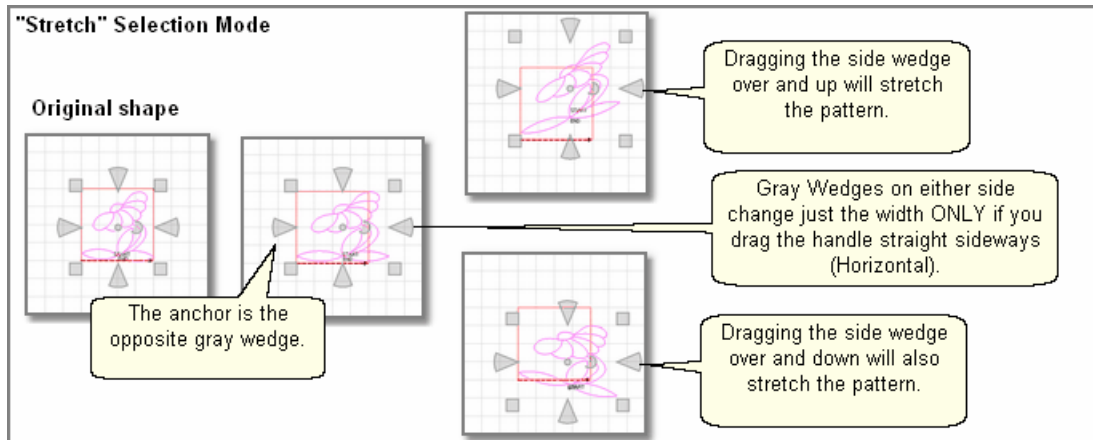 "Stretch" Selection Mode
Original shape
Dragging the side wedge
over and up will stretch
the pattern.
Gray Wedges on either side
change just the width ONLY if you
drag the handle straight sideways
(Horizontal).
The anchor is the
opposite gray wedge.
Dragging the side wedge
over and down will also
stretch the pattern.